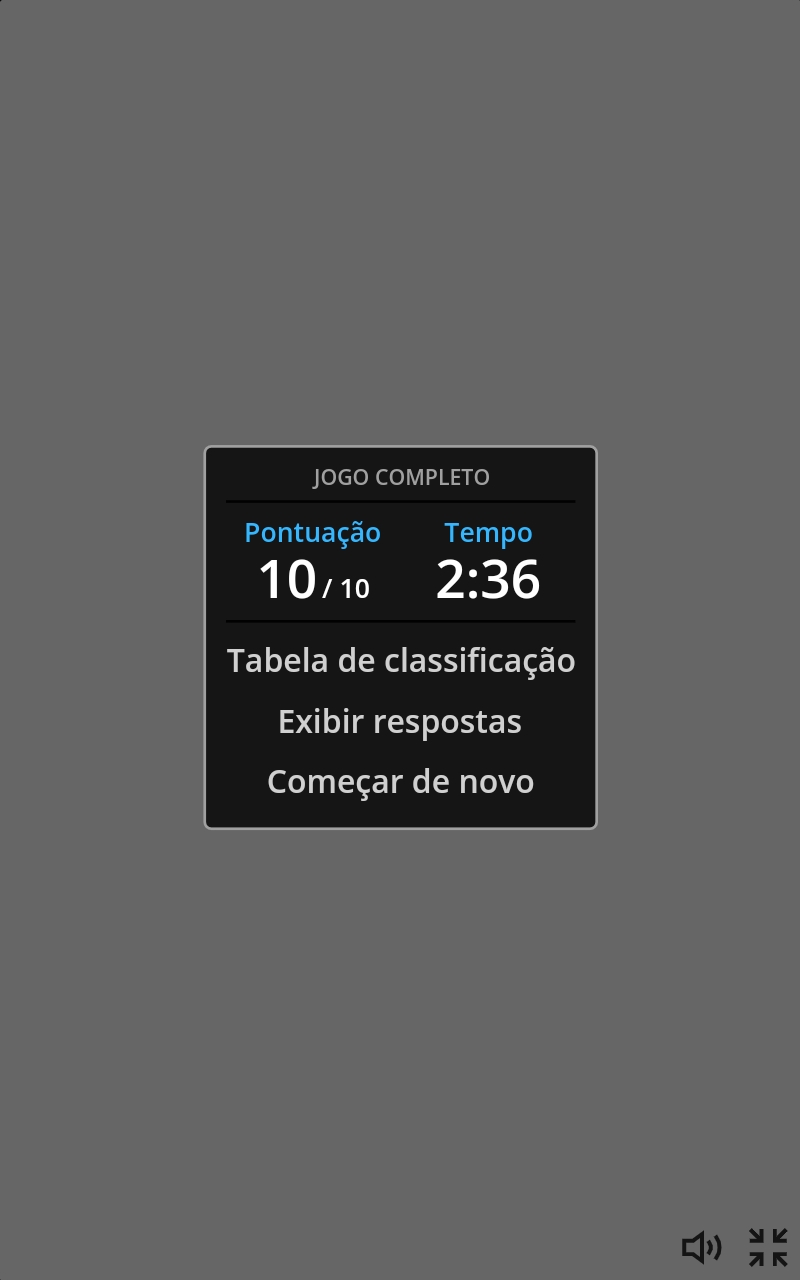 JOGO COMPLETO
Pontuação Tempo
10 / 10 2:36
Tabela de classificação
Exibir respostas
Começar de novo